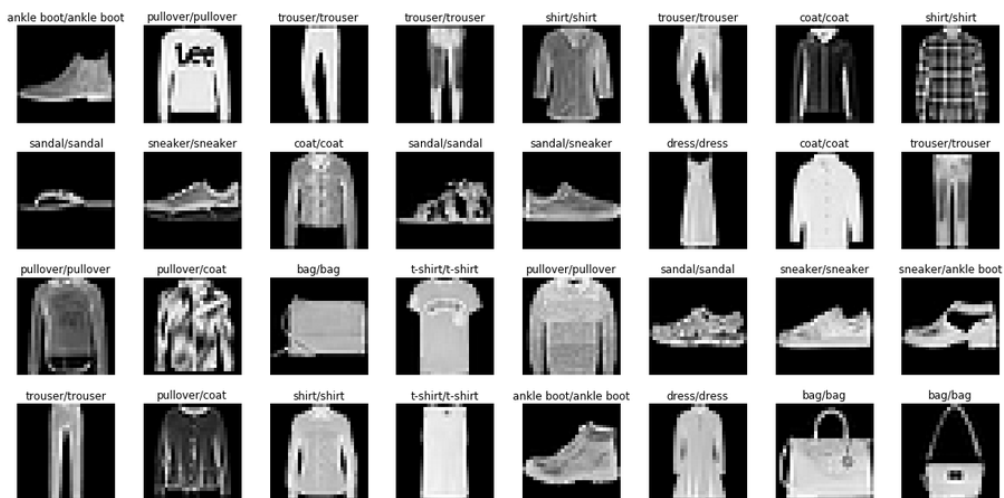 ankle boot/ankle boot pullover/pullover trouser/trouser trouser/trouser shirt/shirt trouser/trouser coat/coat shirt/shirt
Lee
sandal/sandal sneaker/sneaker coat/coat sandal/sandal sandal/sneaker dress/dress coat/coat trouser/trouser
pullover/pullover pullover/coat bag/bag t-shirt/t-shirt pullover/pullover sandal/sandal sneaker/sneaker sneaker/ankle boot
trouser/trouser pullover/coat shirt/shirt t-shirt/t-shirt ankle boot/ankle boot dress/dress bag/bag bag/bag